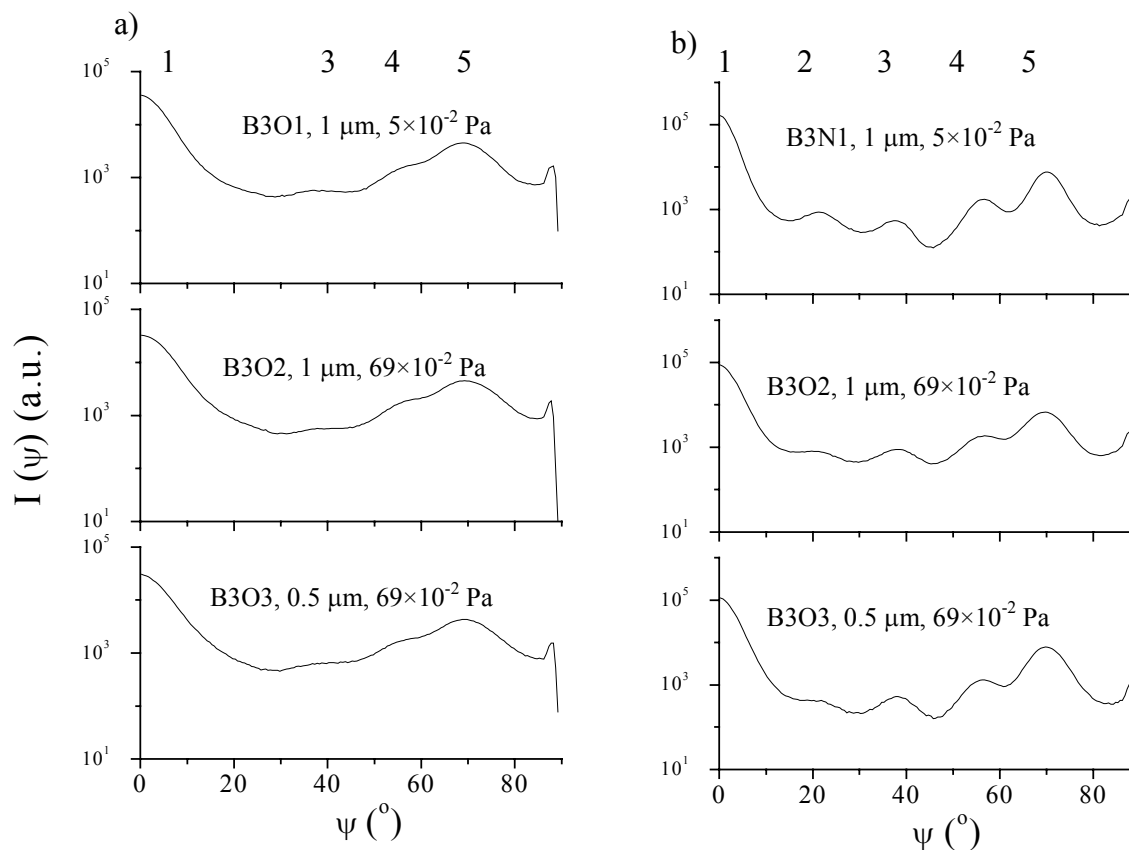 a)
1 3 4 5
10^5
10^3
10^1
B3O1, 1 μm, 5×10^-2 Pa
10^5
10^3
10^1
B3O2, 1 μm, 69×10^-2 Pa
10^5
10^3
10^1
B3O3, 0.5 μm, 69×10^-2 Pa
0 20 40 60 80
ψ (°)
I (ψ) (a.u.)
b)
1 2 3 4 5
10^5
10^3
10^1
B3N1, 1 μm, 5×10^-2 Pa
10^5
10^3
10^1
B3O2, 1 μm, 69×10^-2 Pa
10^5
10^3
10^1
B3O3, 0.5 μm, 69×10^-2 Pa
0 20 40 60 80
ψ (°)